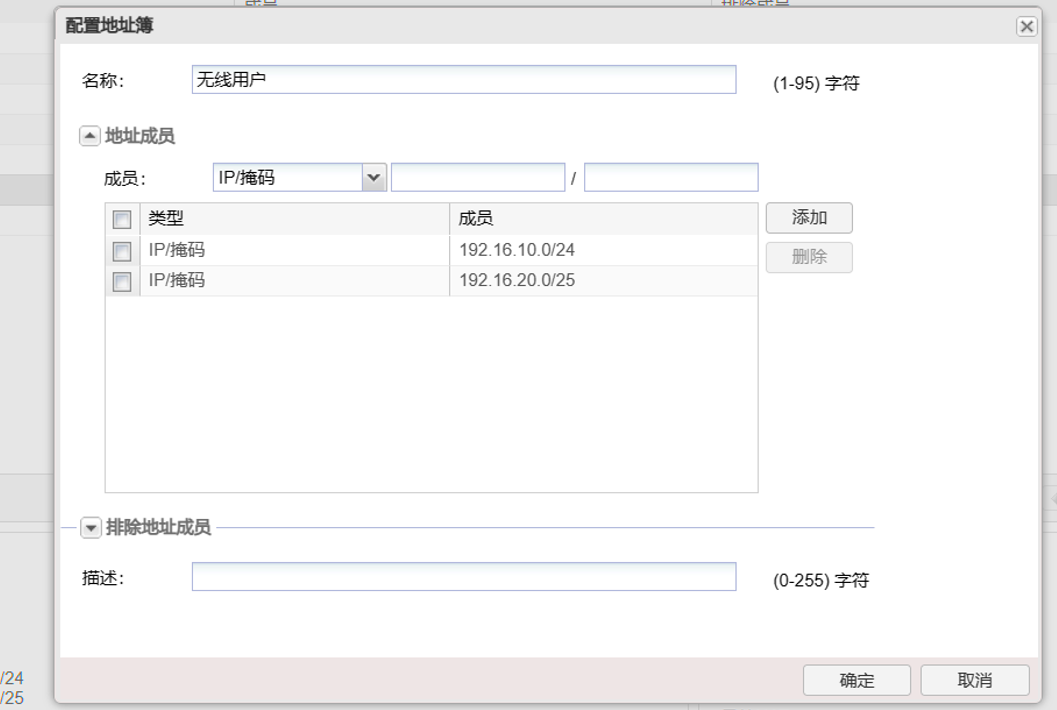 配置地址簿
名称：
无线用户
(1-95) 字符
地址成员
成员：
IP/掩码
/
类型
成员
添加
IP/掩码
192.16.10.0/24
删除
IP/掩码
192.16.20.0/25
排除地址成员
描述：
(0-255) 字符
/24
/25
确定
取消